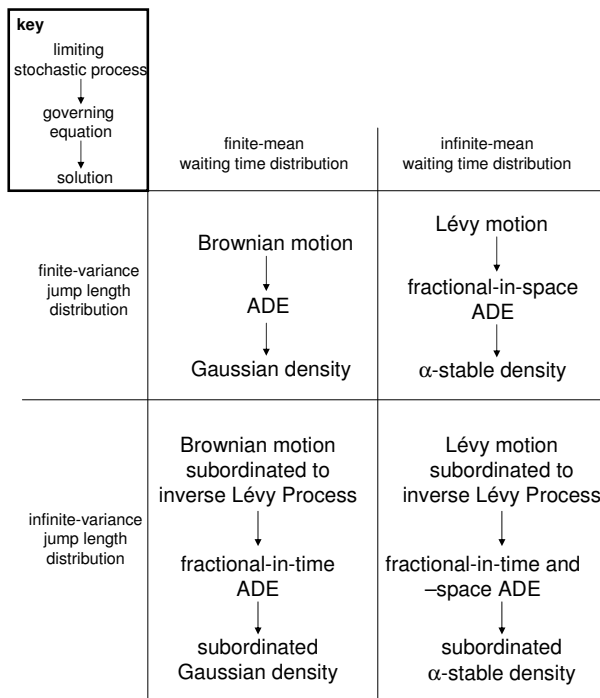 key
limiting
stochastic process
governing
equation
solution
finite-mean
waiting time distribution
infinite-mean
waiting time distribution
finite-variance
jump length
distribution
Brownian motion
ADE
Gaussian density
Lévy motion
fractional-in-space
ADE
α-stable density
infinite-variance
jump length
distribution
Brownian motion
subordinated to
inverse Lévy Process
fractional-in-time
ADE
subordinated
Gaussian density
Lévy motion
subordinated to
inverse Lévy Process
fractional-in-time and
–space ADE
subordinated
α-stable density